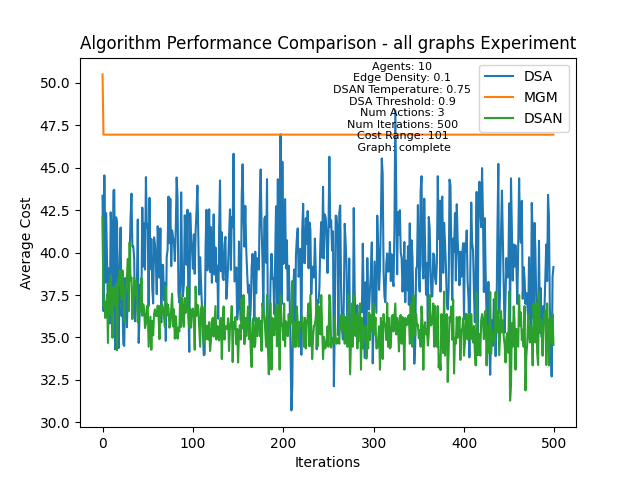 Algorithm Performance Comparison - all graphs Experiment
Agents: 10
Edge Density: 0.1
DSAN Temperature: 0.75
DSA Threshold: 0.9
Num Actions: 3
Num Iterations: 500
Cost Range: 101
Graph: complete
DSA
MGM
DSAN
Average Cost
50.0
47.5
45.0
42.5
40.0
37.5
35.0
32.5
30.0
0
100
200
300
400
500
Iterations